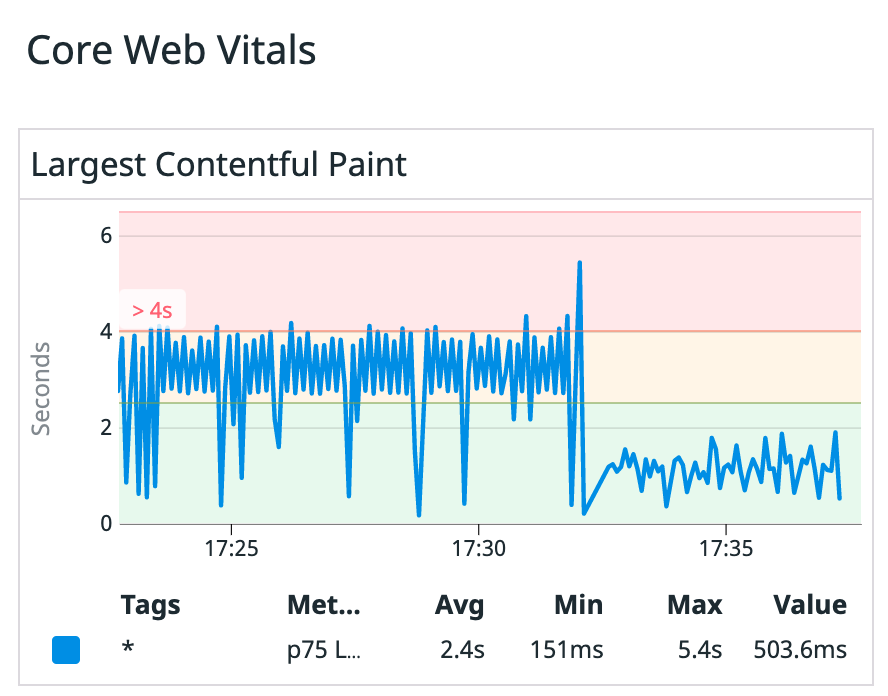 Core Web Vitals
Largest Contentful Paint
6
> 4s
4
Seconds
2
0
17:25 17:30 17:35
Tags Met... Avg Min Max Value
* p75 L... 2.4s 151ms 5.4s 503.6ms